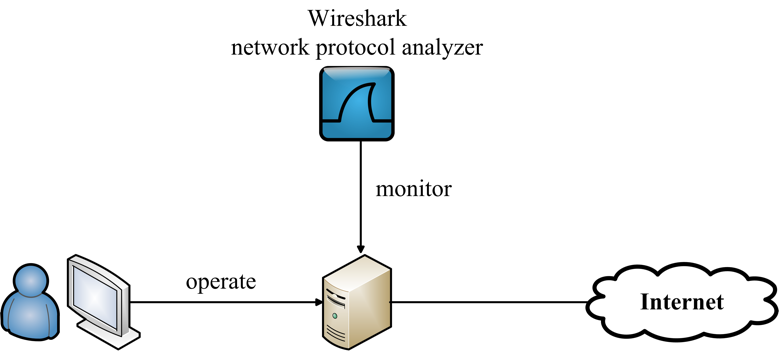 Wireshark
network protocol analyzer
monitor
operate
Internet